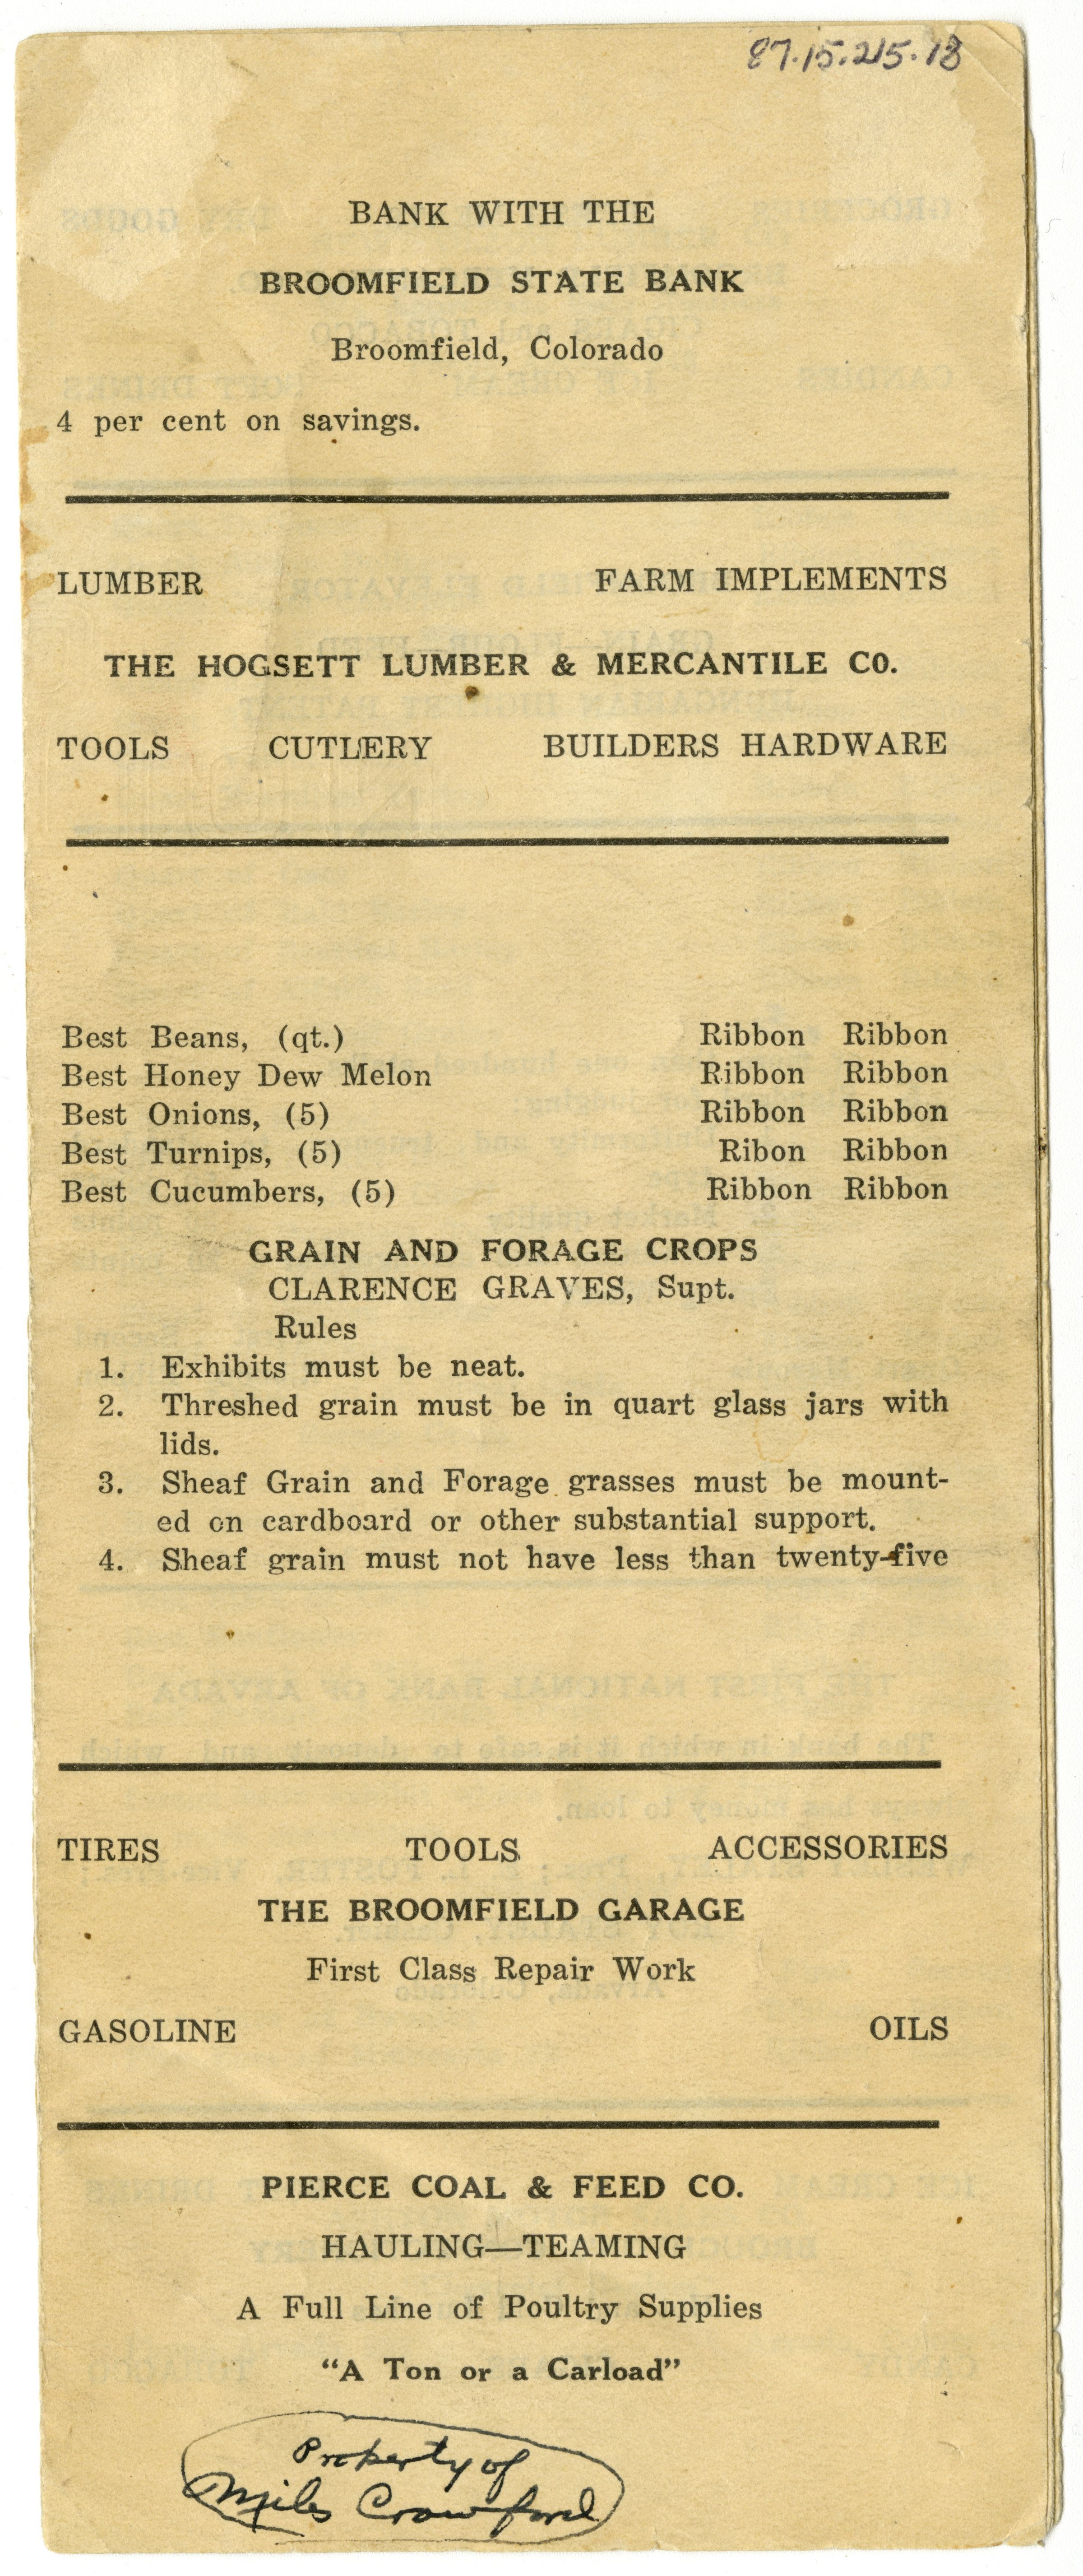 87.15.215.18
BANK WITH THE
BROOMFIELD STATE BANK
Broomfield, Colorado
4 per cent on savings.
LUMBER FARM IMPLEMENTS
THE HOGSETT LUMBER & MERCANTILE CO.
TOOLS CUTLERY BUILDERS HARDWARE
Best Beans, (qt.) Ribbon Ribbon
Best Honey Dew Melon Ribbon Ribbon
Best Onions, (5) Ribbon Ribbon
Best Turnips, (5) Ribon Ribbon
Best Cucumbers, (5) Ribbon Ribbon
GRAIN AND FORAGE CROPS
CLARENCE GRAVES, Supt.
Rules
1. Exhibits must be neat.
2. Threshed grain must be in quart glass jars with
lids.
3. Sheaf Grain and Forage grasses must be mount-
ed on cardboard or other substantial support.
4. Sheaf grain must not have less than twenty-five
TIRES TOOLS ACCESSORIES
THE BROOMFIELD GARAGE
First Class Repair Work
GASOLINE OILS
PIERCE COAL & FEED CO.
HAULING—TEAMING
A Full Line of Poultry Supplies
"A Ton or a Carload"
Property of
Miles Crawford